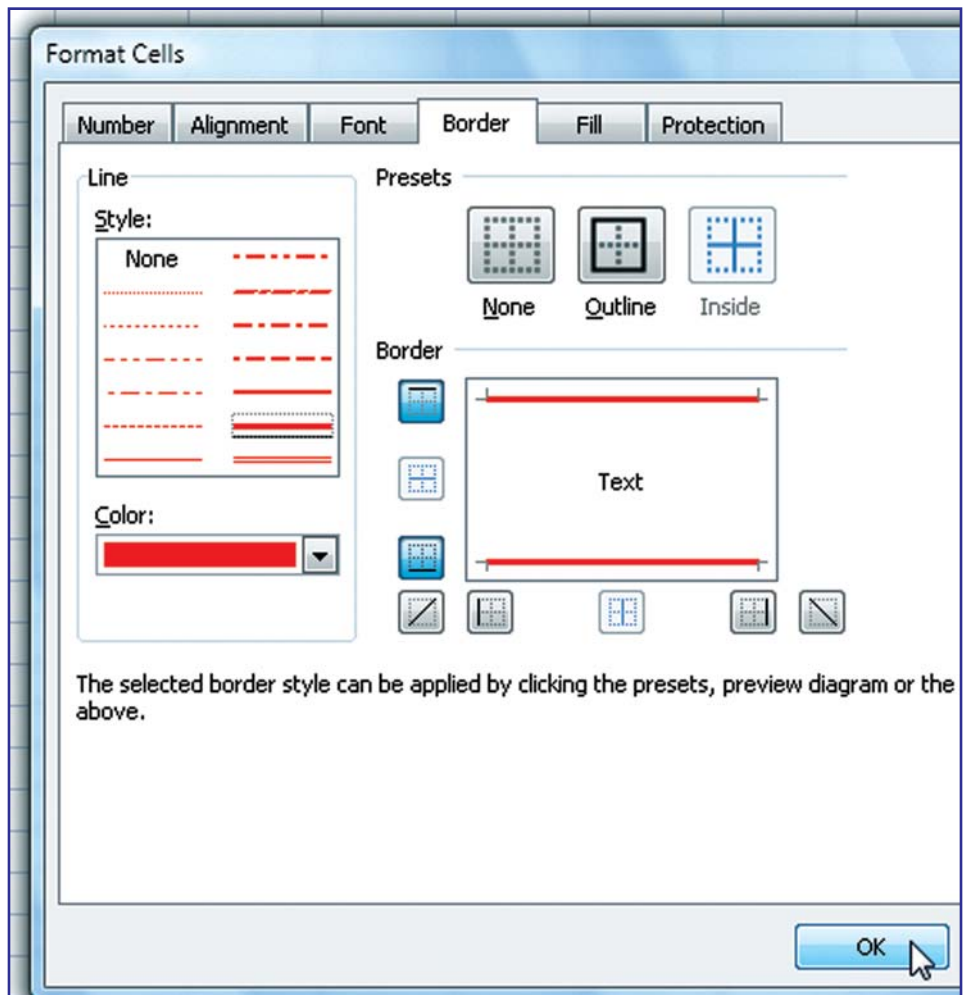 Format Cells
Number Alignment Font Border Fill Protection
Line
Style:
None
Color:
Presets
None Outline Inside
Border
Text
The selected border style can be applied by clicking the presets, preview diagram or the
above.
OK